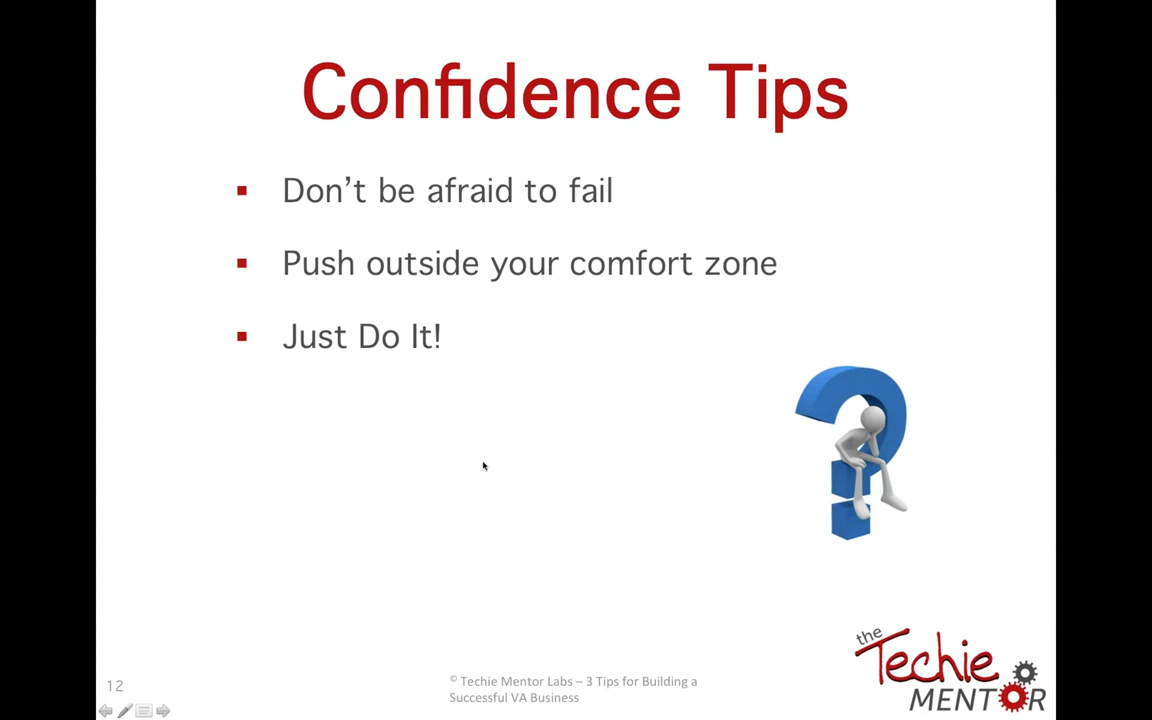 Confidence Tips
Don’t be afraid to fail
Push outside your comfort zone
Just Do It!
the
Techie
MENTOR
12
© Techie Mentor Labs – 3 Tips for Building a
Successful VA Business